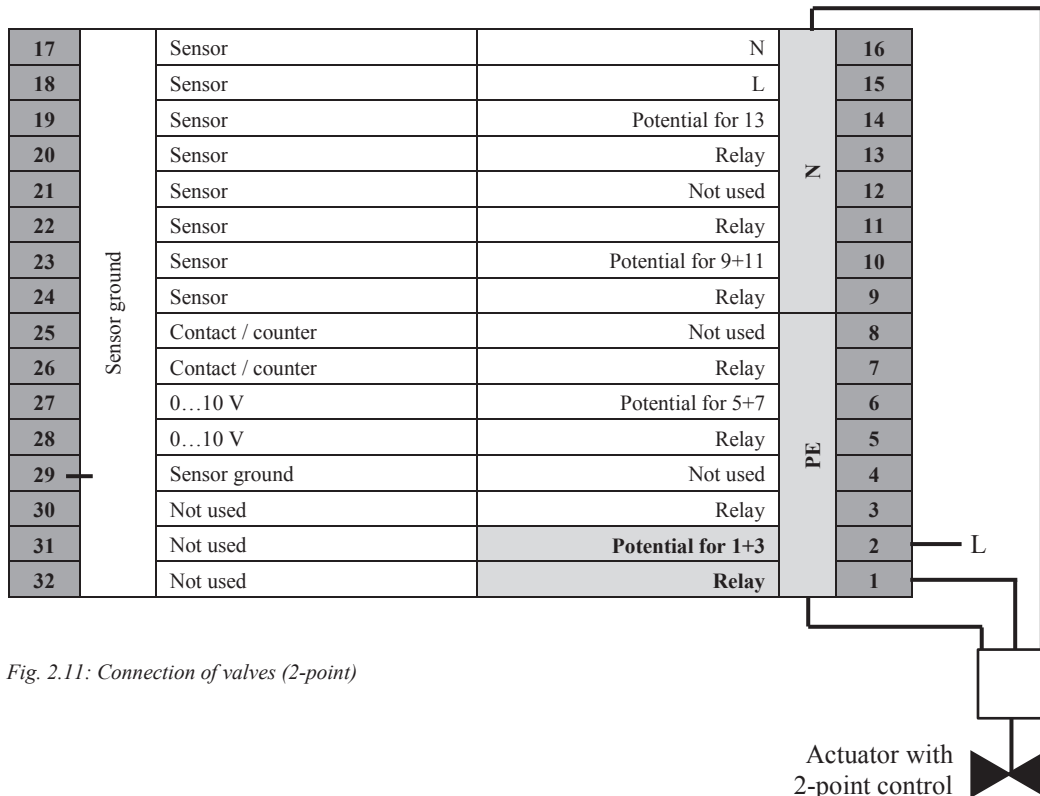 17 Sensor N 16
18 Sensor L 15
19 Sensor Potential for 13 14
20 Sensor Relay 13
21 Sensor Not used 12
22 Sensor Relay 11
23 Sensor Potential for 9+11 10
24 Sensor Relay 9
25 Contact / counter Not used 8
26 Contact / counter Relay 7
27 0…10 V Potential for 5+7 6
28 0…10 V Relay 5
29 Sensor ground Not used 4
30 Not used Relay 3
31 Not used Potential for 1+3 2 L
32 Not used Relay 1
Sensor ground
N
PE
Fig. 2.11: Connection of valves (2-point)
Actuator with
2-point control